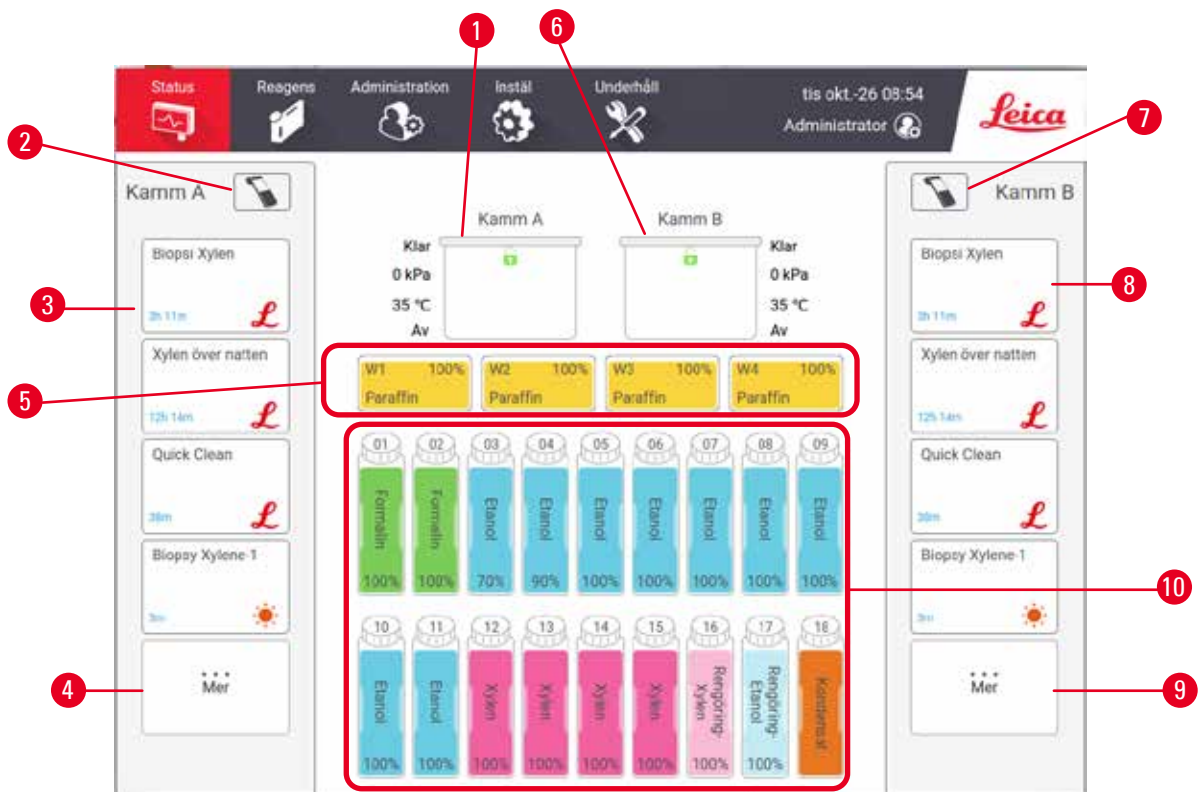 1
6
Status
Reagens
Administration
Instäl
Underhåll
tis okt.-26 08:54
Administrator
Leica
2
7
Kamm A
Kamm B
3
Biopsi Xylen
3h 11m
Xylen över natten
12h 14m
Quick Clean
38m
Biopsy Xylene-1
3m
4
Mer
Kamm A
Klar
0 kPa
35 °C
Av
Kamm B
Klar
0 kPa
35 °C
Av
5
W1 100%
Paraffin
W2 100%
Paraffin
W3 100%
Paraffin
W4 100%
Paraffin
01
Formalin
100%
02
Formalin
100%
03
Etanol
70%
04
Etanol
90%
05
Etanol
100%
06
Etanol
100%
07
Etanol
100%
08
Etanol
100%
09
Etanol
100%
10
Etanol
100%
11
Etanol
100%
12
Xylen
100%
13
Xylen
100%
14
Xylen
100%
15
Xylen
100%
16
Rengöring-
Xylen
100%
17
Rengöring-
Etanol
100%
18
Kondensat
10
8
Biopsi Xylen
3h 11m
Xylen över natten
12h 14m
Quick Clean
38m
Biopsy Xylene-1
3m
9
Mer